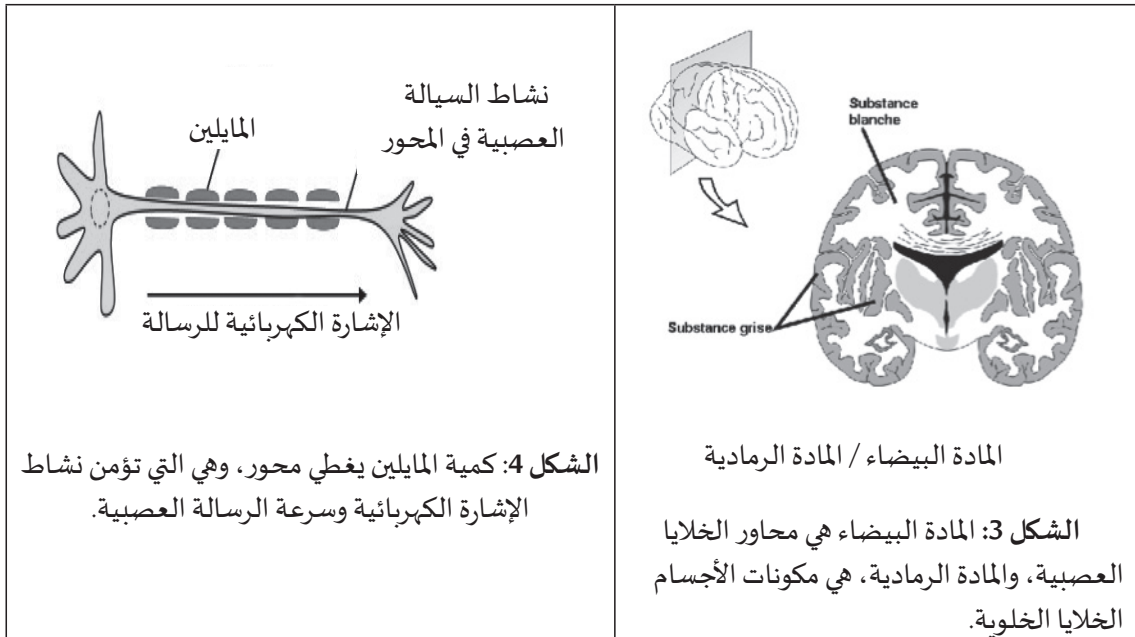 Substance
blanche
Substance grise
المادة البيضاء / المادة الرمادية
الشكل 3: المادة البيضاء هي محاور الخلايا
العصبية، والمادة الرمادية، هي مكونات الأجسام
الخلايا الخلوية.
نشاط السيالة
العصبية في المحور
المايلين
الإشارة الكهربائية للرسالة
الشكل 4: كمية المايلين يغطي محور، وهي التي تؤمن نشاط
الإشارة الكهربائية وسرعة الرسالة العصبية.